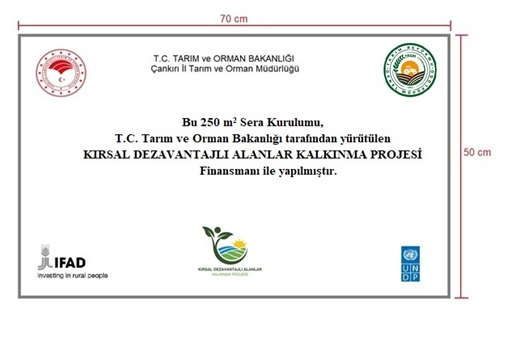 70 cm
T.C. TARIM ve ORMAN BAKANLIĞI
Çankırı İl Tarım ve Orman Müdürlüğü
Bu 250 m² Sera Kurulumu,
T.C. Tarım ve Orman Bakanlığı tarafından yürütülen
KIRSAL DEZAVANTAJLI ALANLAR KALKINMA PROJESİ
Finansmanı ile yapılmıştır.
50 cm
IFAD
Investing in rural people
KIRSAL DEZAVANTAJLI ALANLAR
KALKINMA PROJESİ
U N
D P